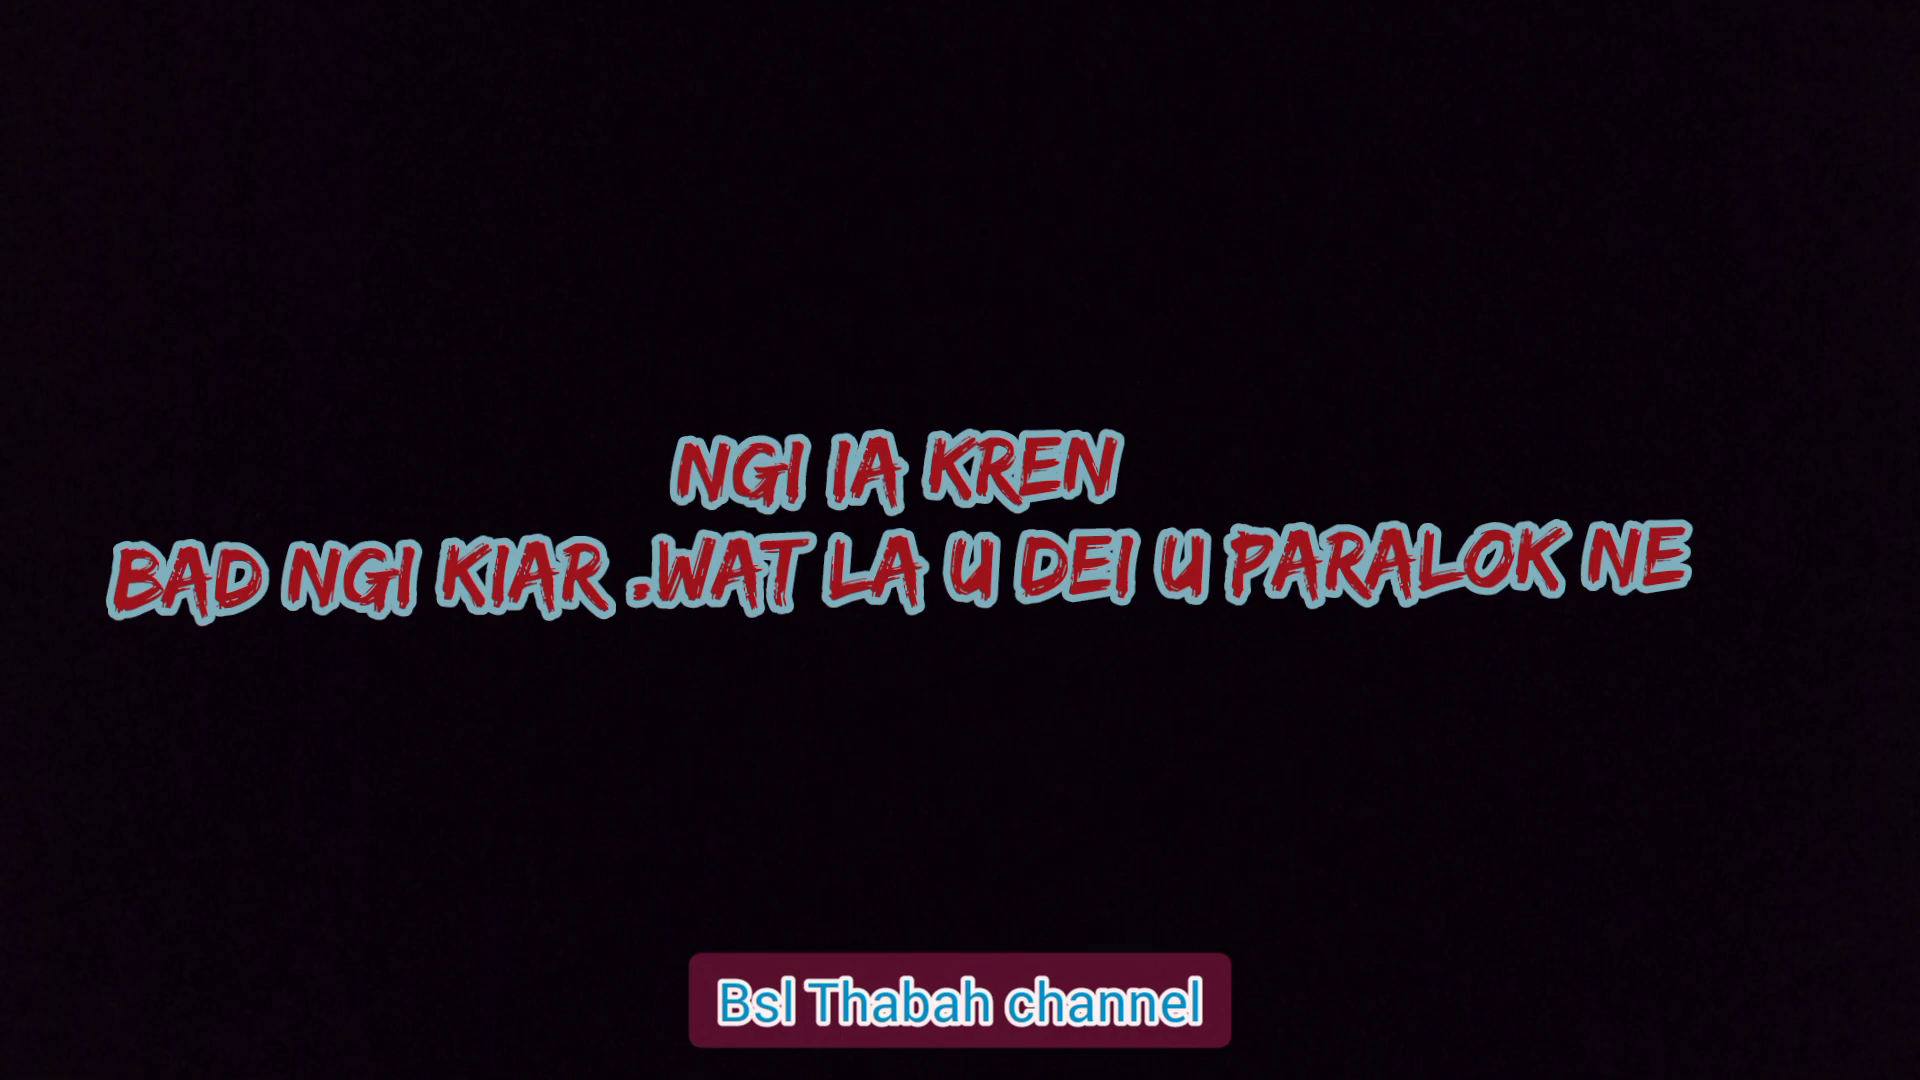 NGI IA KREN
BAD NGI KIAR .WAT LA U DEI U PARALOK NE
Bsl Thabah channel